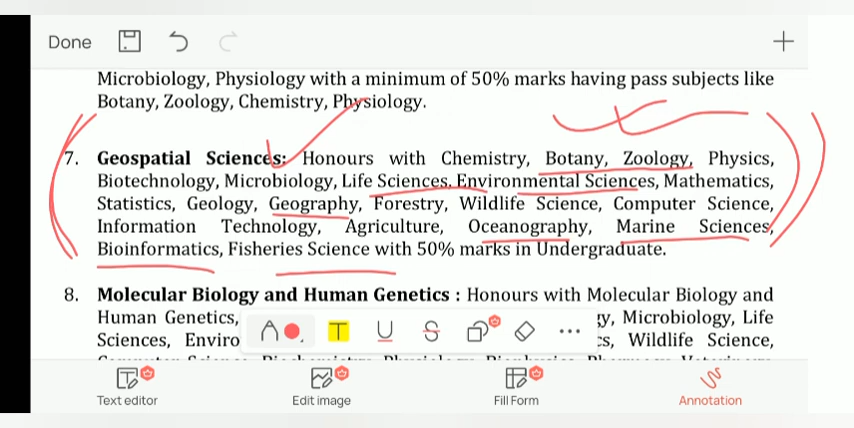 Done
Microbiology, Physiology with a minimum of 50% marks having pass subjects like
Botany, Zoology, Chemistry, Physiology.
7. Geospatial Sciences: Honours with Chemistry, Botany, Zoology, Physics,
Biotechnology, Microbiology, Life Sciences, Environmental Sciences, Mathematics,
Statistics, Geology, Geography, Forestry, Wildlife Science, Computer Science,
Information Technology, Agriculture, Oceanography, Marine Sciences,
Bioinformatics, Fisheries Science with 50% marks in Undergraduate.
8. Molecular Biology and Human Genetics : Honours with Molecular Biology and
Human Genetics, gy, Microbiology, Life
Sciences, Enviro cs, Wildlife Science,
T U S
Text editor Edit image Fill Form Annotation